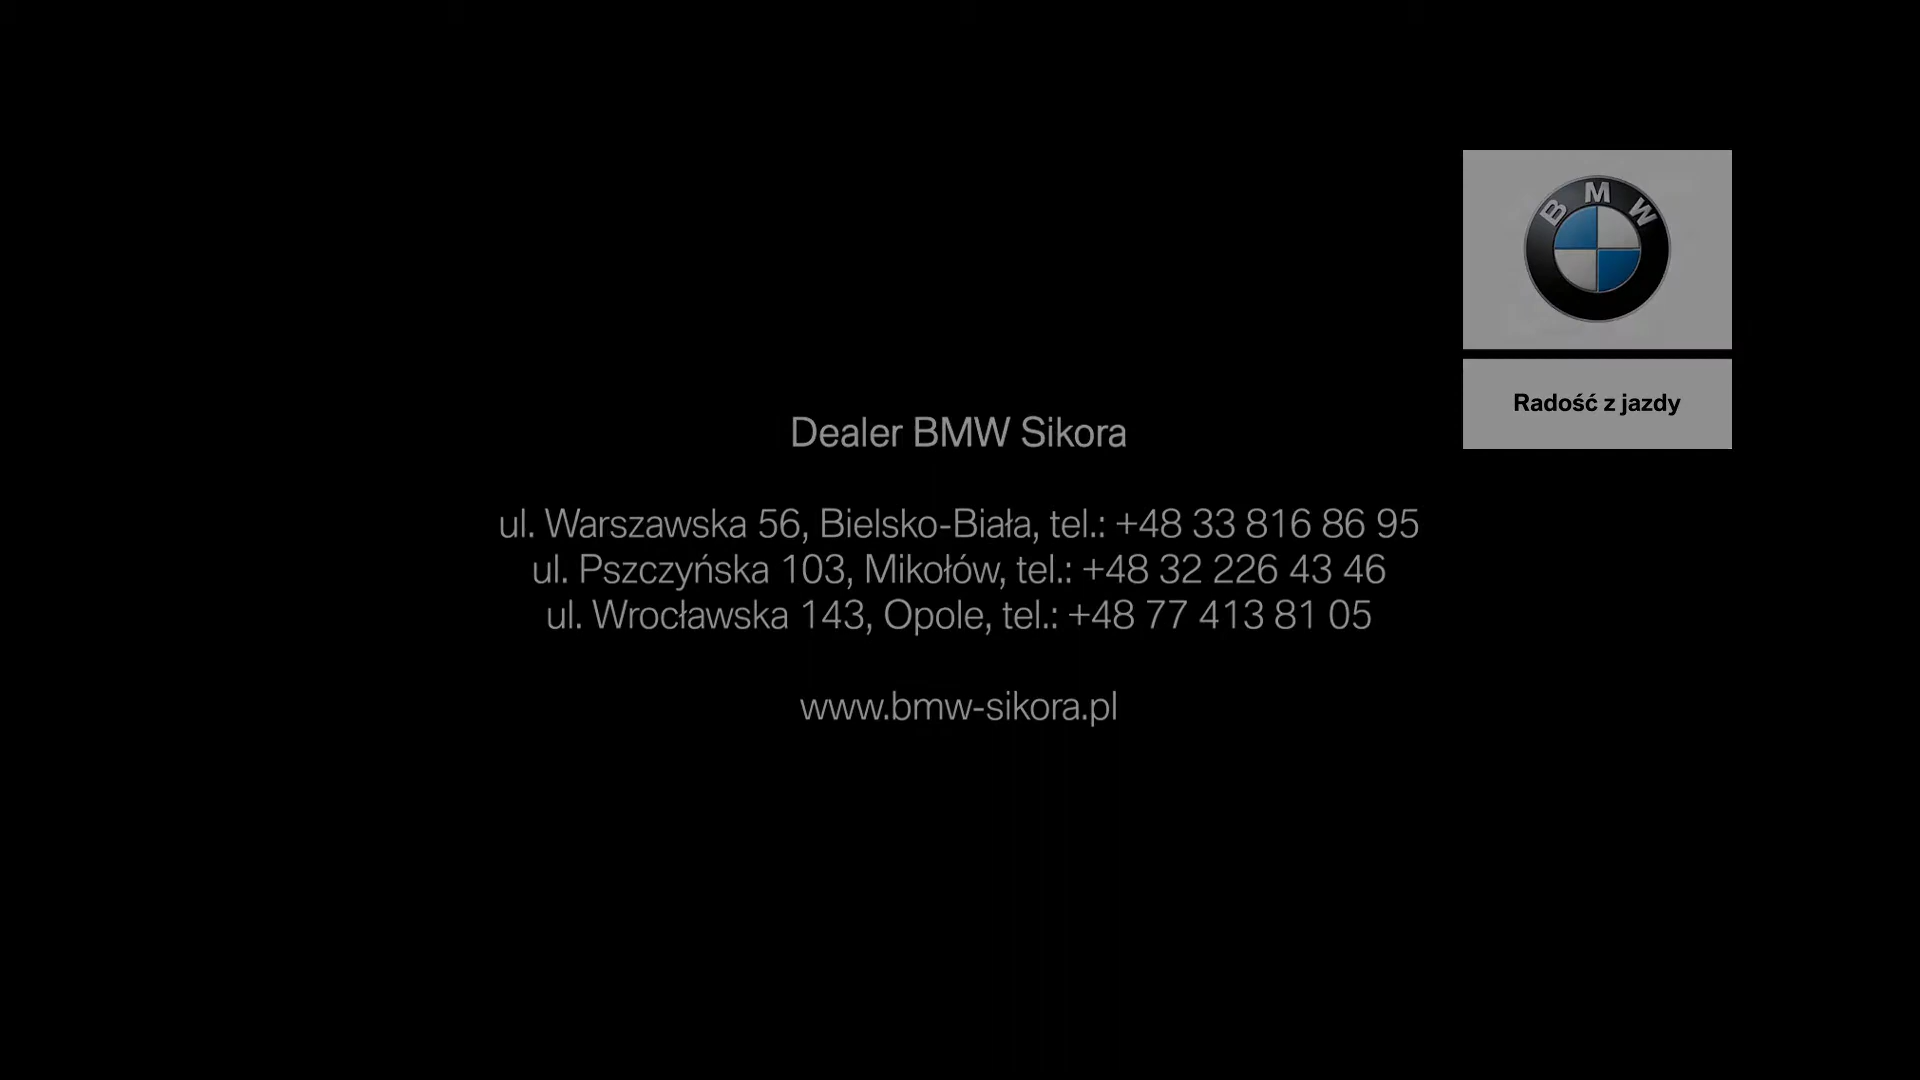 BMW
Radość z jazdy
Dealer BMW Sikora
ul. Warszawska 56, Bielsko-Biała, tel.: +48 33 816 86 95
ul. Pszczyńska 103, Mikołów, tel.: +48 32 226 43 46
ul. Wrocławska 143, Opole, tel.: +48 77 413 81 05
www.bmw-sikora.pl